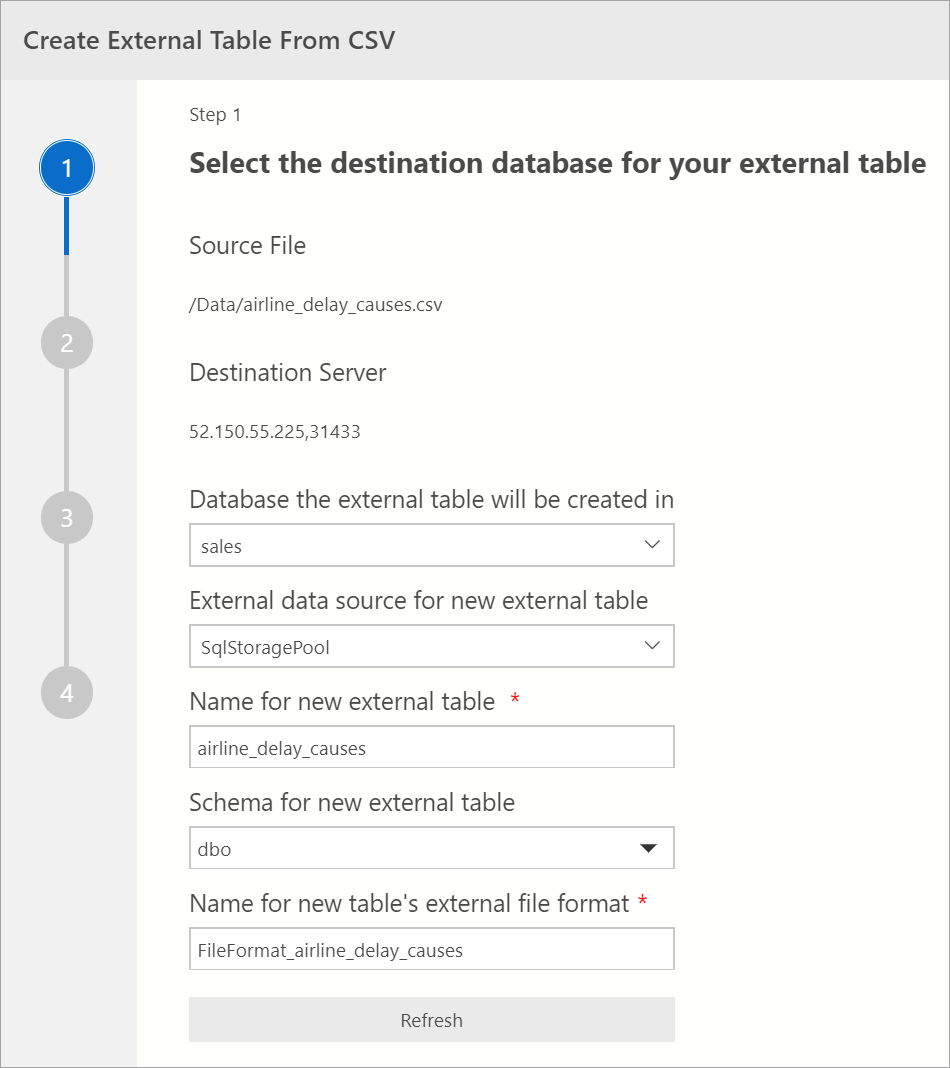 Create External Table From CSV
Step 1
1
Select the destination database for your external table
Source File
/Data/airline_delay_causes.csv
2
Destination Server
52.150.55.225,31433
Database the external table will be created in
3
sales
External data source for new external table
SqlStoragePool
4
Name for new external table *
airline_delay_causes
Schema for new external table
dbo
Name for new table's external file format *
FileFormat_airline_delay_causes
Refresh